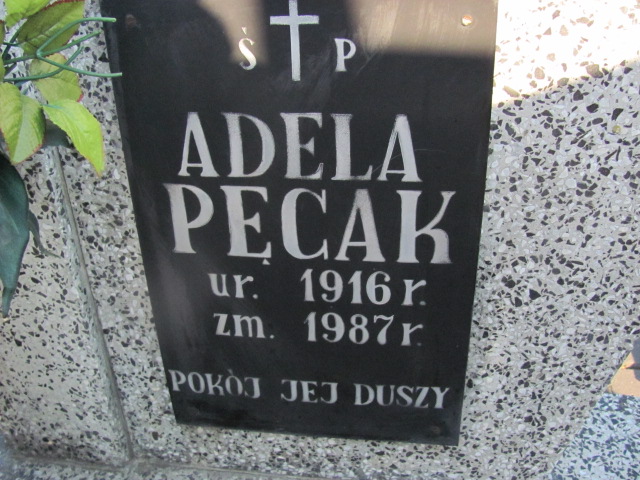 Ś P
ADELA
PĘCAK
ur. 1916 r.
zm. 1987 r.
POKÓJ JEJ DUSZY